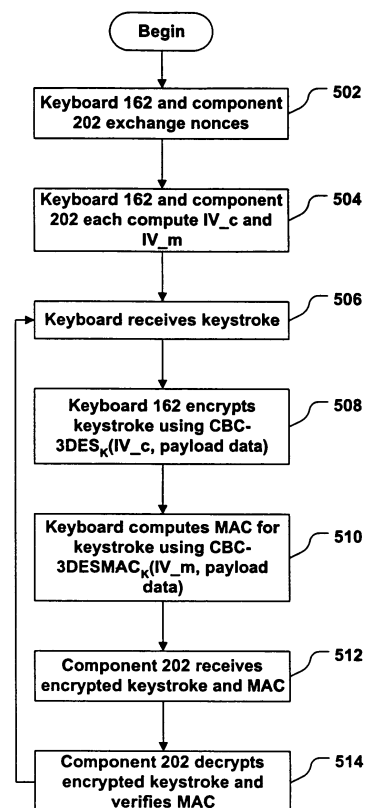 Begin
Keyboard 162 and component
202 exchange nonces
502
Keyboard 162 and component
202 each compute IV_c and
IV_m
504
Keyboard receives keystroke
506
Keyboard 162 encrypts
keystroke using CBC-
3DESK(IV_c, payload data)
508
Keyboard computes MAC for
keystroke using CBC-
3DESMACK(IV_m, payload
data)
510
Component 202 receives
encrypted keystroke and MAC
512
Component 202 decrypts
encrypted keystroke and
verifies MAC
514